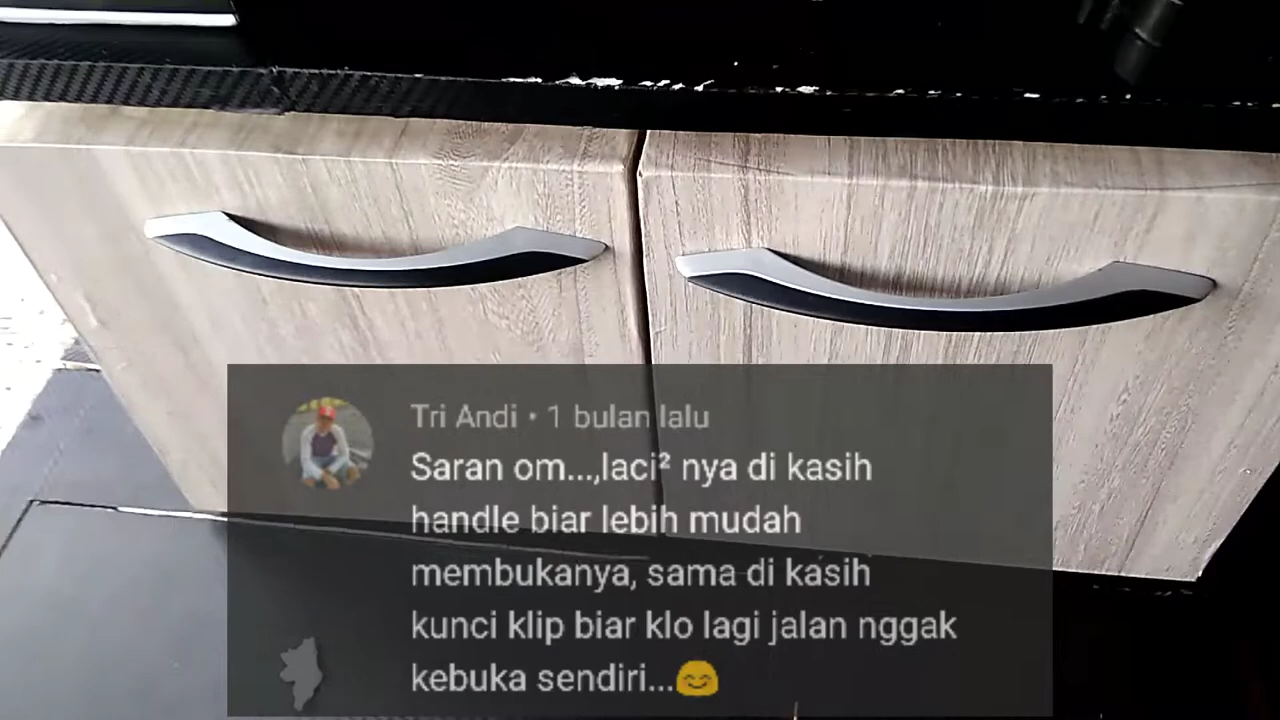 Tri Andi • 1 bulan lalu
Saran om...,laci² nya di kasih
handle biar lebih mudah
membukanya, sama di kasih
kunci klip biar klo lagi jalan nggak
kebuka sendiri...😊